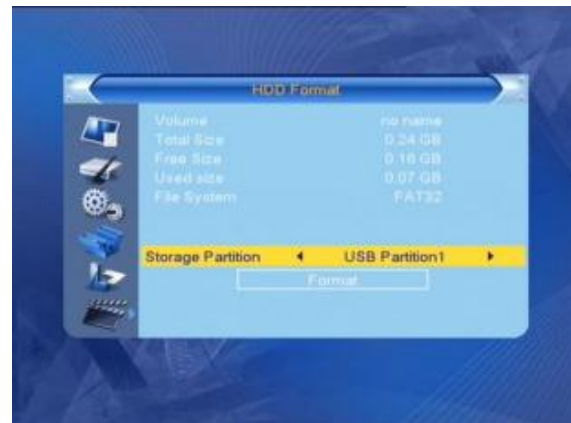 HDD Format
Volume no name
Total Size 0.24 GB
Free Size 0.16 GB
Used size 0.07 GB
File System FAT32
Storage Partition USB Partition1
Format